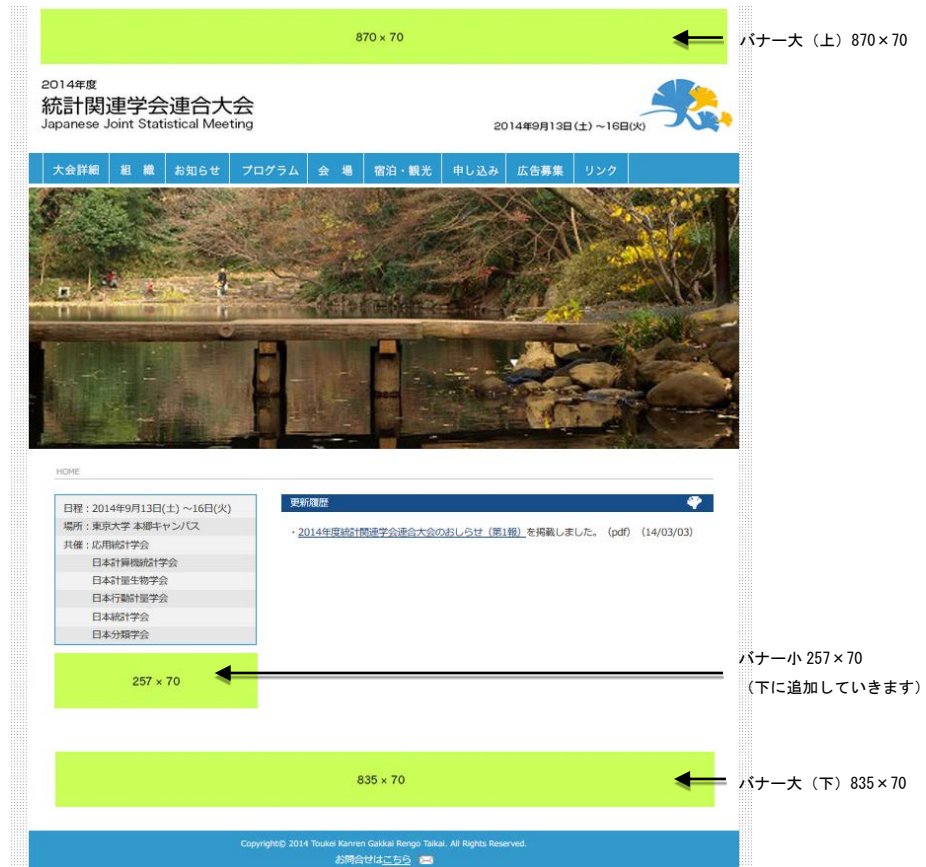 870 × 70
バナー大（上）870×70
2014年度
統計関連学会連合大会
Japanese Joint Statistical Meeting
2014年9月13日(土) ～16日(火)
大会詳細 組 織 お知らせ プログラム 会 場 宿泊・観光 申し込み 広告募集 リンク
HOME
日程：2014年9月13日(土) ～16日(火)
場所：東京大学 本郷キャンパス
共催：応用統計学会
日本計算機統計学会
日本計量生物学会
日本行動計量学会
日本統計学会
日本分類学会
更新履歴
・2014年度統計関連学会連合大会のおしらせ（第1報）を掲載しました。（pdf）（14/03/03）
257 × 70
バナー小 257×70
（下に追加していきます）
835 × 70
バナー大（下）835×70
Copyright© 2014 Toukei Kanren Gakkai Rengo Taikai. All Rights Reserved.
お問合せはこちら